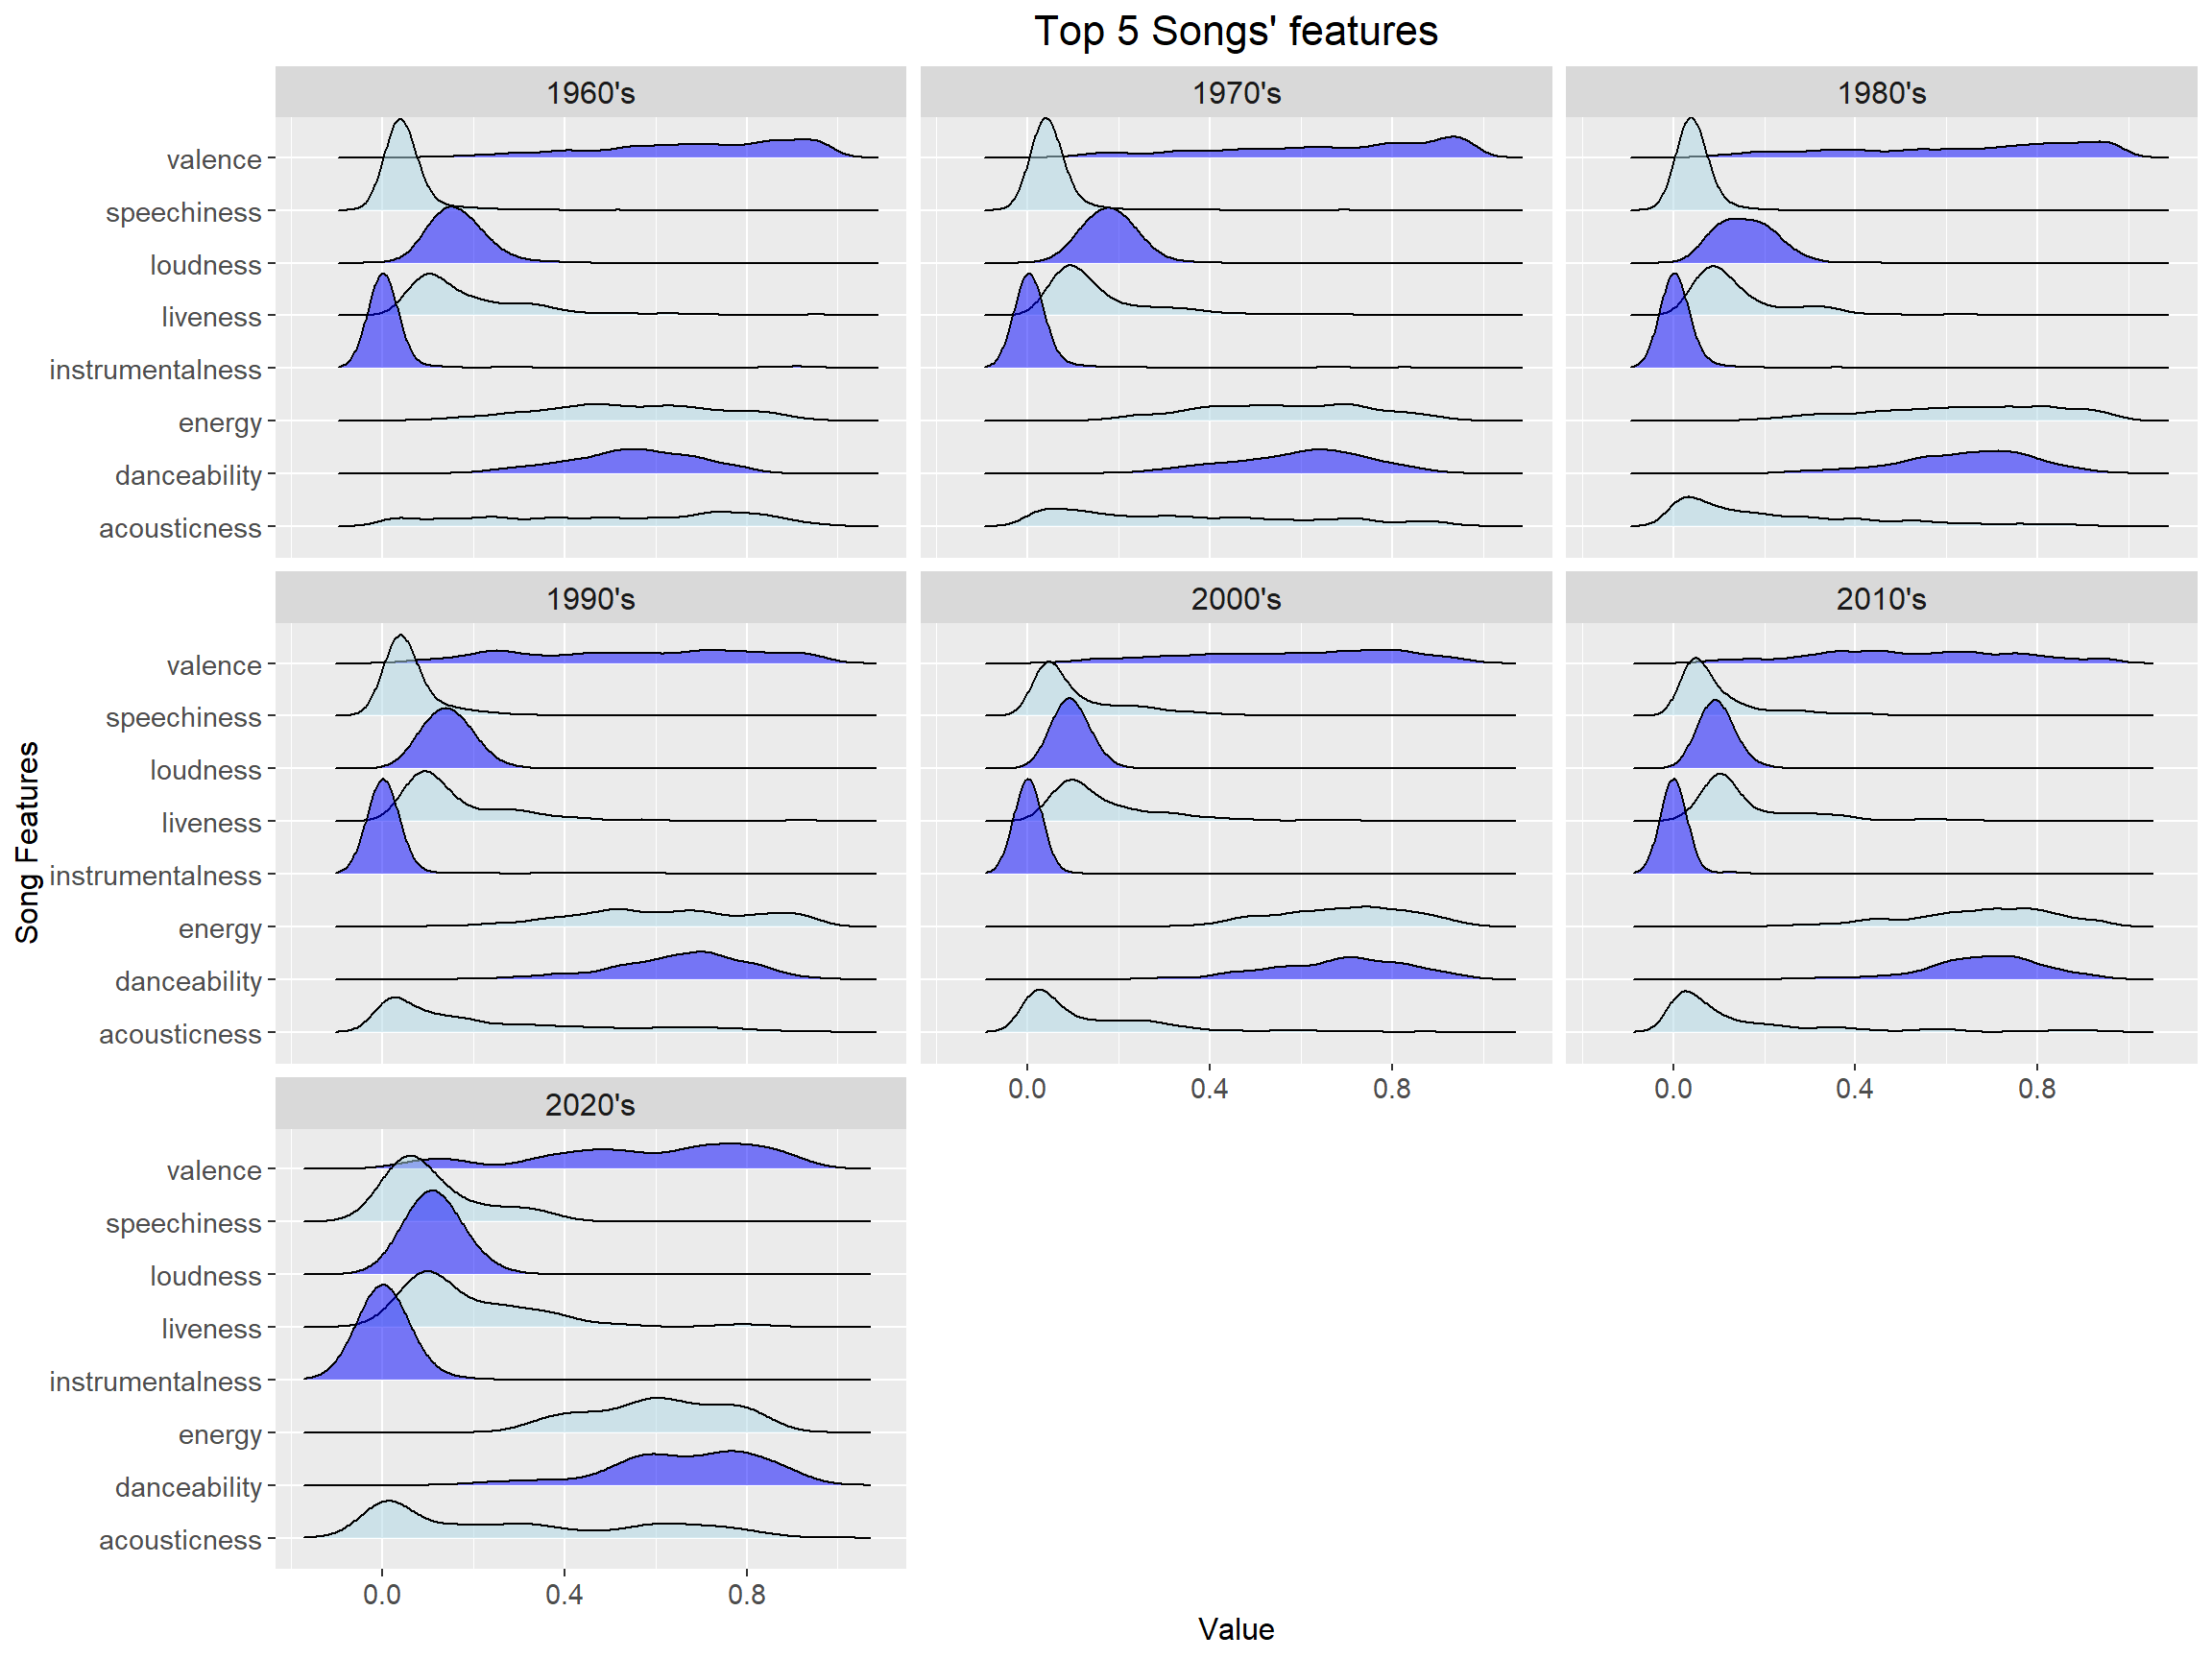 Top 5 Songs' features
1960's
1970's
1980's
valence
speechiness
loudness
liveness
instrumentalness
energy
danceability
acousticness
1990's
2000's
2010's
valence
speechiness
loudness
liveness
instrumentalness
energy
danceability
acousticness
0.0 0.4 0.8
0.0 0.4 0.8
2020's
valence
speechiness
loudness
liveness
instrumentalness
energy
danceability
acousticness
0.0 0.4 0.8
Song Features
Value